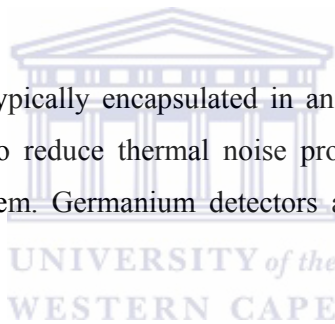 ypically encapsulated in an
o reduce thermal noise pro
em. Germanium detectors a
UNIVERSITY of the
WESTERN CAPE